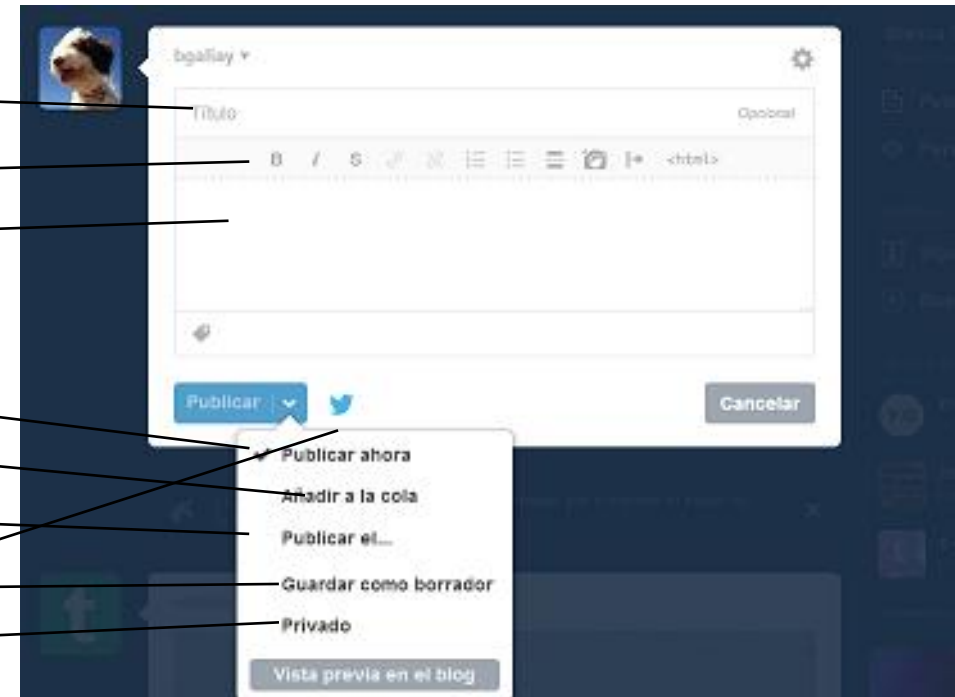 bgallay
Título Opcional
B I S <html>
Publicar Cancelar
Publicar ahora
Añadir a la cola
Publicar el...
Guardar como borrador
Privado
Vista previa en el blog
t